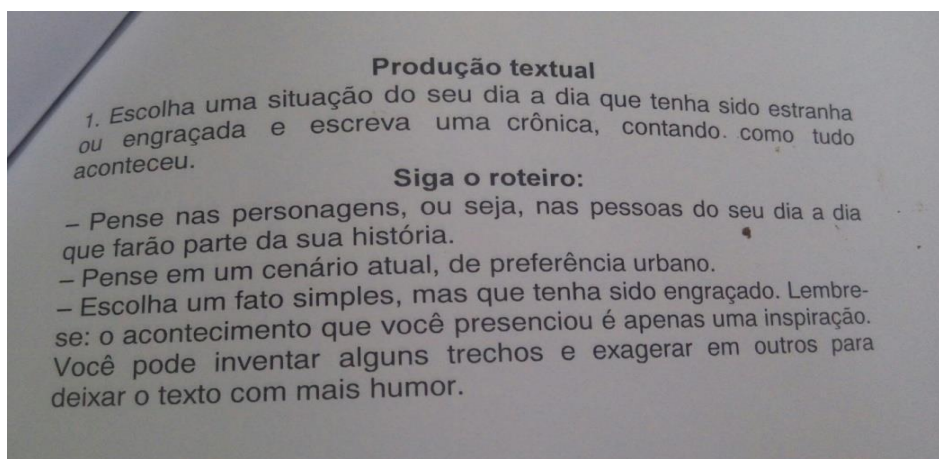 Produção textual
1. Escolha uma situação do seu dia a dia que tenha sido estranha
ou engraçada e escreva uma crônica, contando. como tudo
aconteceu.
Siga o roteiro:
– Pense nas personagens, ou seja, nas pessoas do seu dia a dia
que farão parte da sua história.
– Pense em um cenário atual, de preferência urbano.
– Escolha um fato simples, mas que tenha sido engraçado. Lembre-
se: o acontecimento que você presenciou é apenas uma inspiração.
Você pode inventar alguns trechos e exagerar em outros para
deixar o texto com mais humor.